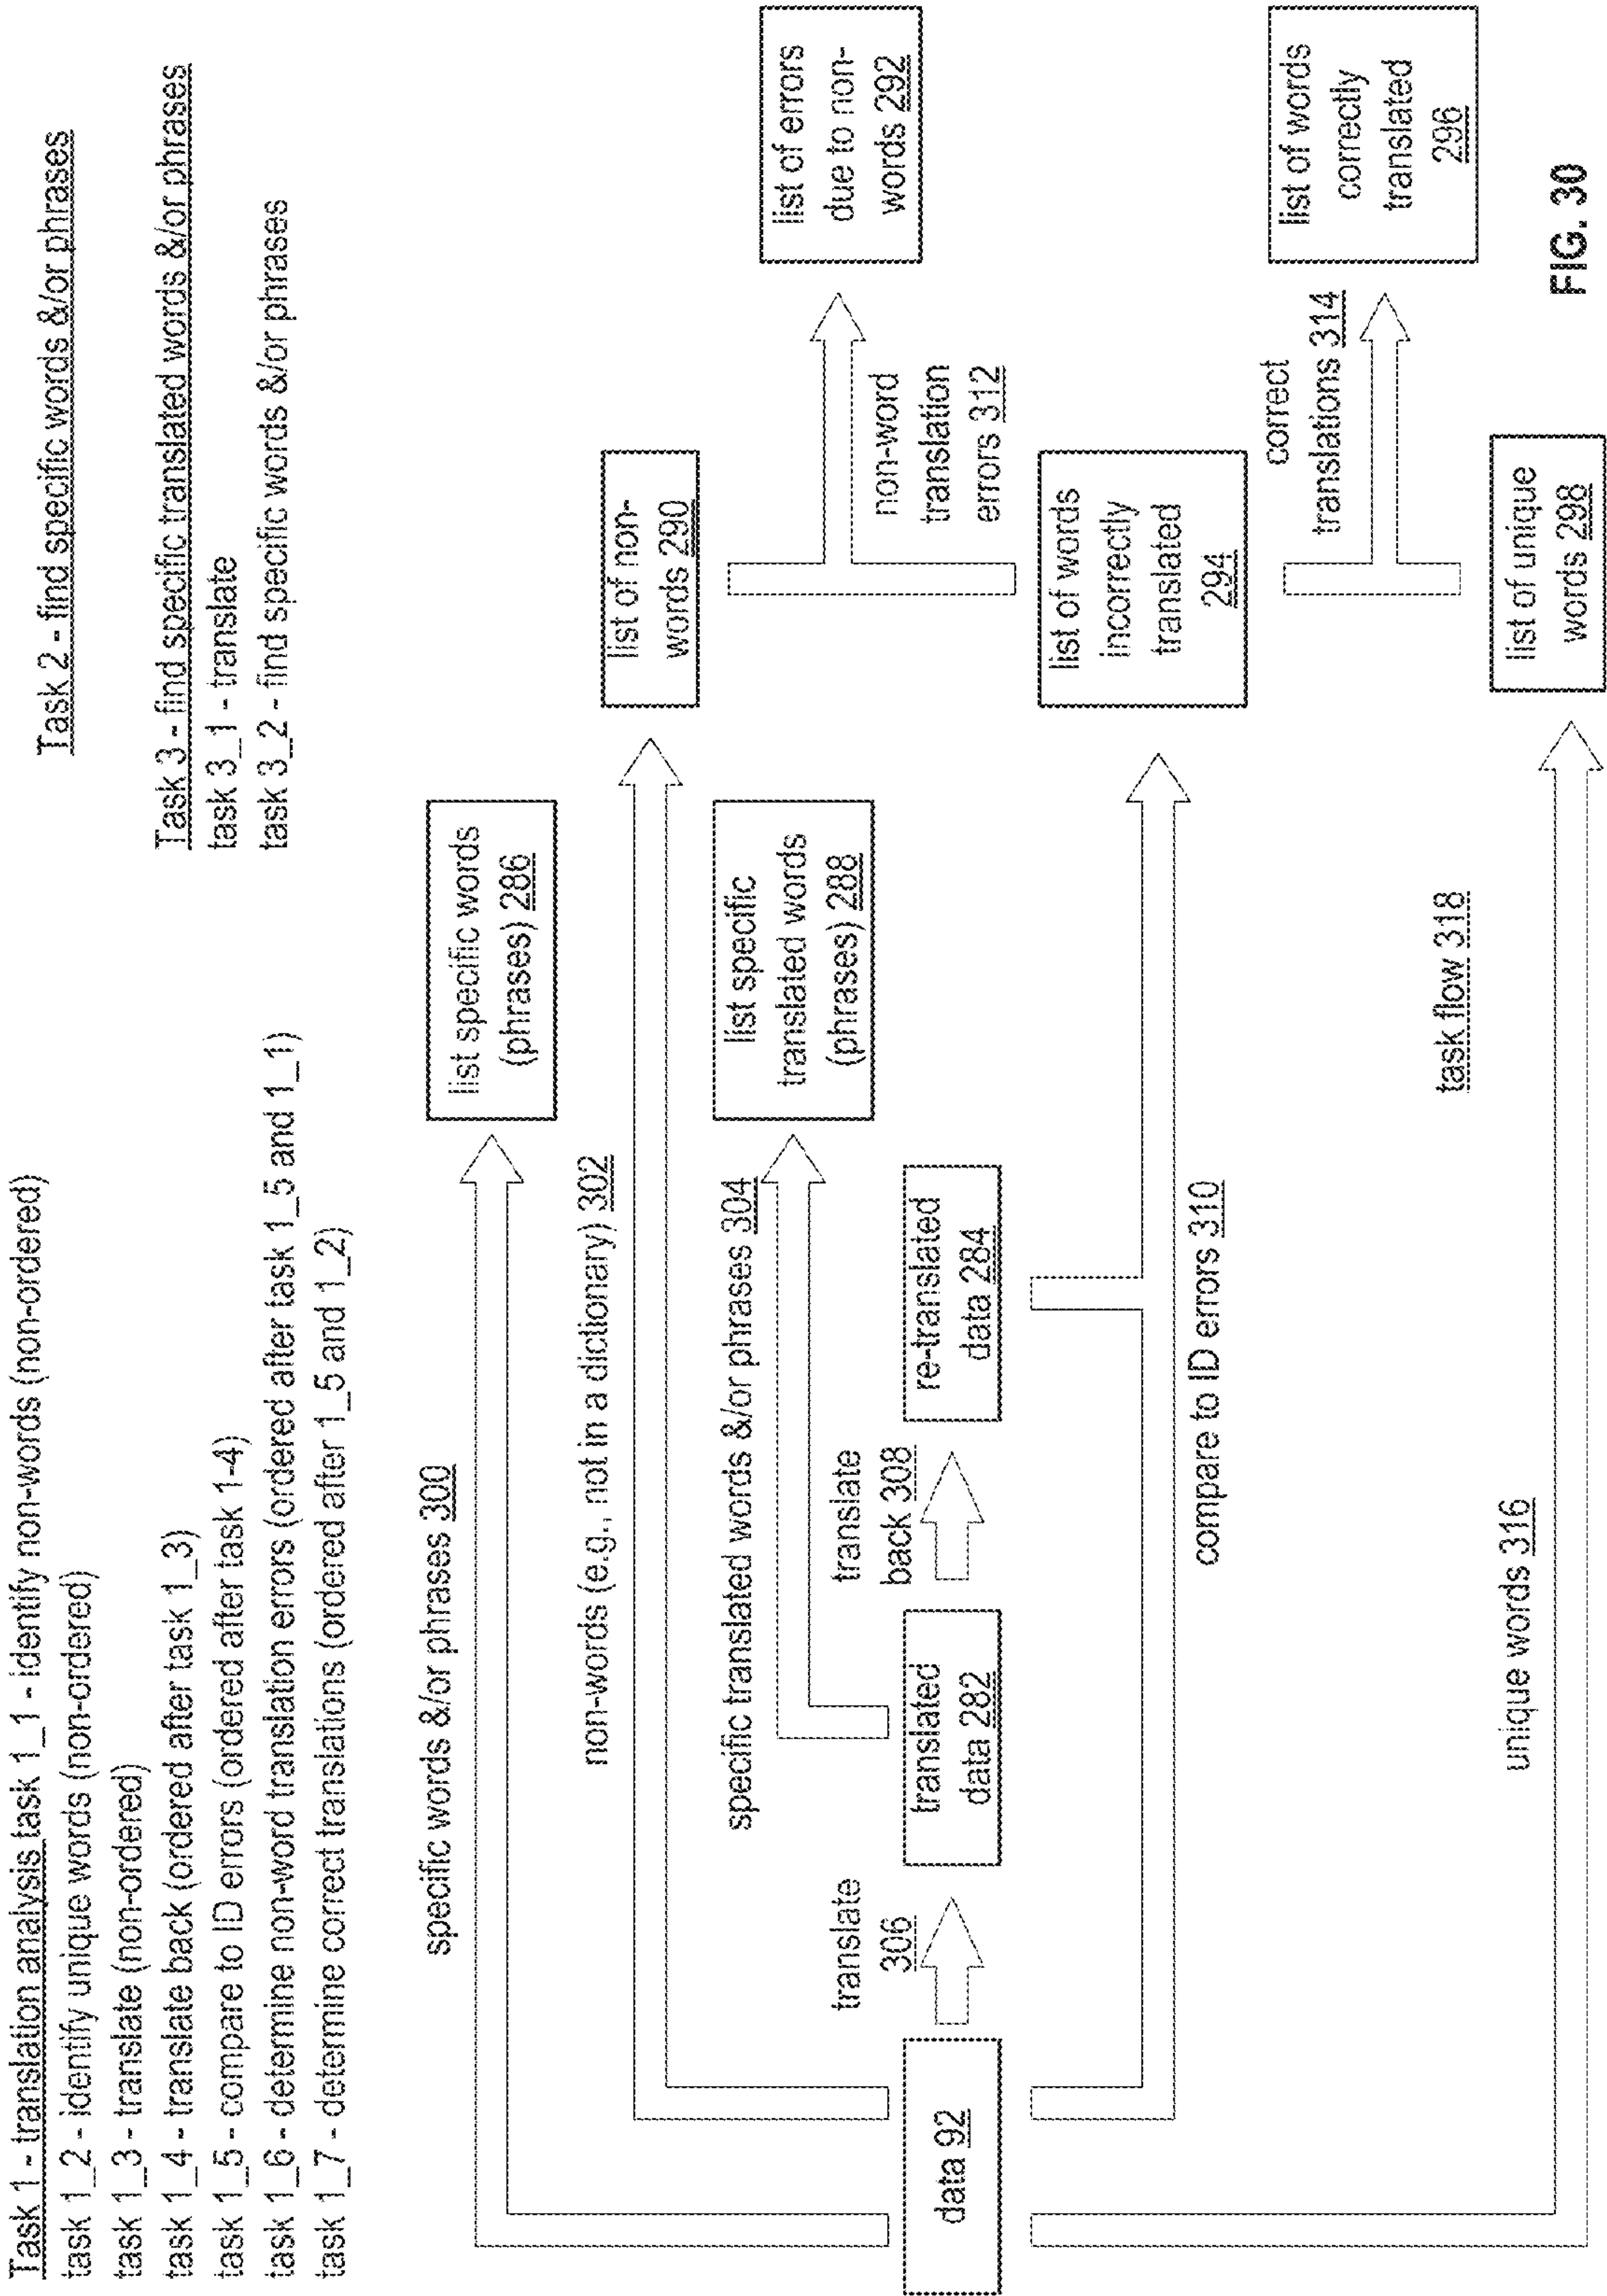 Task 1 - translation analysis task 1_1 - identify non-words (non-ordered)
task 1_2 - identify unique words (non-ordered)
task 1_3 - translate (non-ordered)
task 1_4 - translate back (ordered after task 1_3)
task 1_5 - compare to ID errors (ordered after task 1-4)
task 1_6 - determine non-word translation errors (ordered after task 1_5 and 1_1)
task 1_7 - determine correct translations (ordered after 1_5 and 1_2)
Task 2 - find specific words &/or phrases
Task 3 - find specific translated words &/or phrases
task 3_1 - translate
task 3_2 - find specific words &/or phrases
specific words &/or phrases 300
list specific words
(phrases) 286
non-words (e.g., not in a dictionary) 302
list of non-
words 290
specific translated words &/or phrases 304
list specific
translated words
(phrases) 288
list of errors
due to non-
words 292
non-word
translation
errors 312
data 92
translate
306
translated
data 282
translate
back 308
re-translated
data 284
compare to ID errors 310
list of words
incorrectly
translated
294
correct
translations 314
list of words
correctly
translated
296
unique words 316
task flow 318
list of unique
words 298
FIG. 30